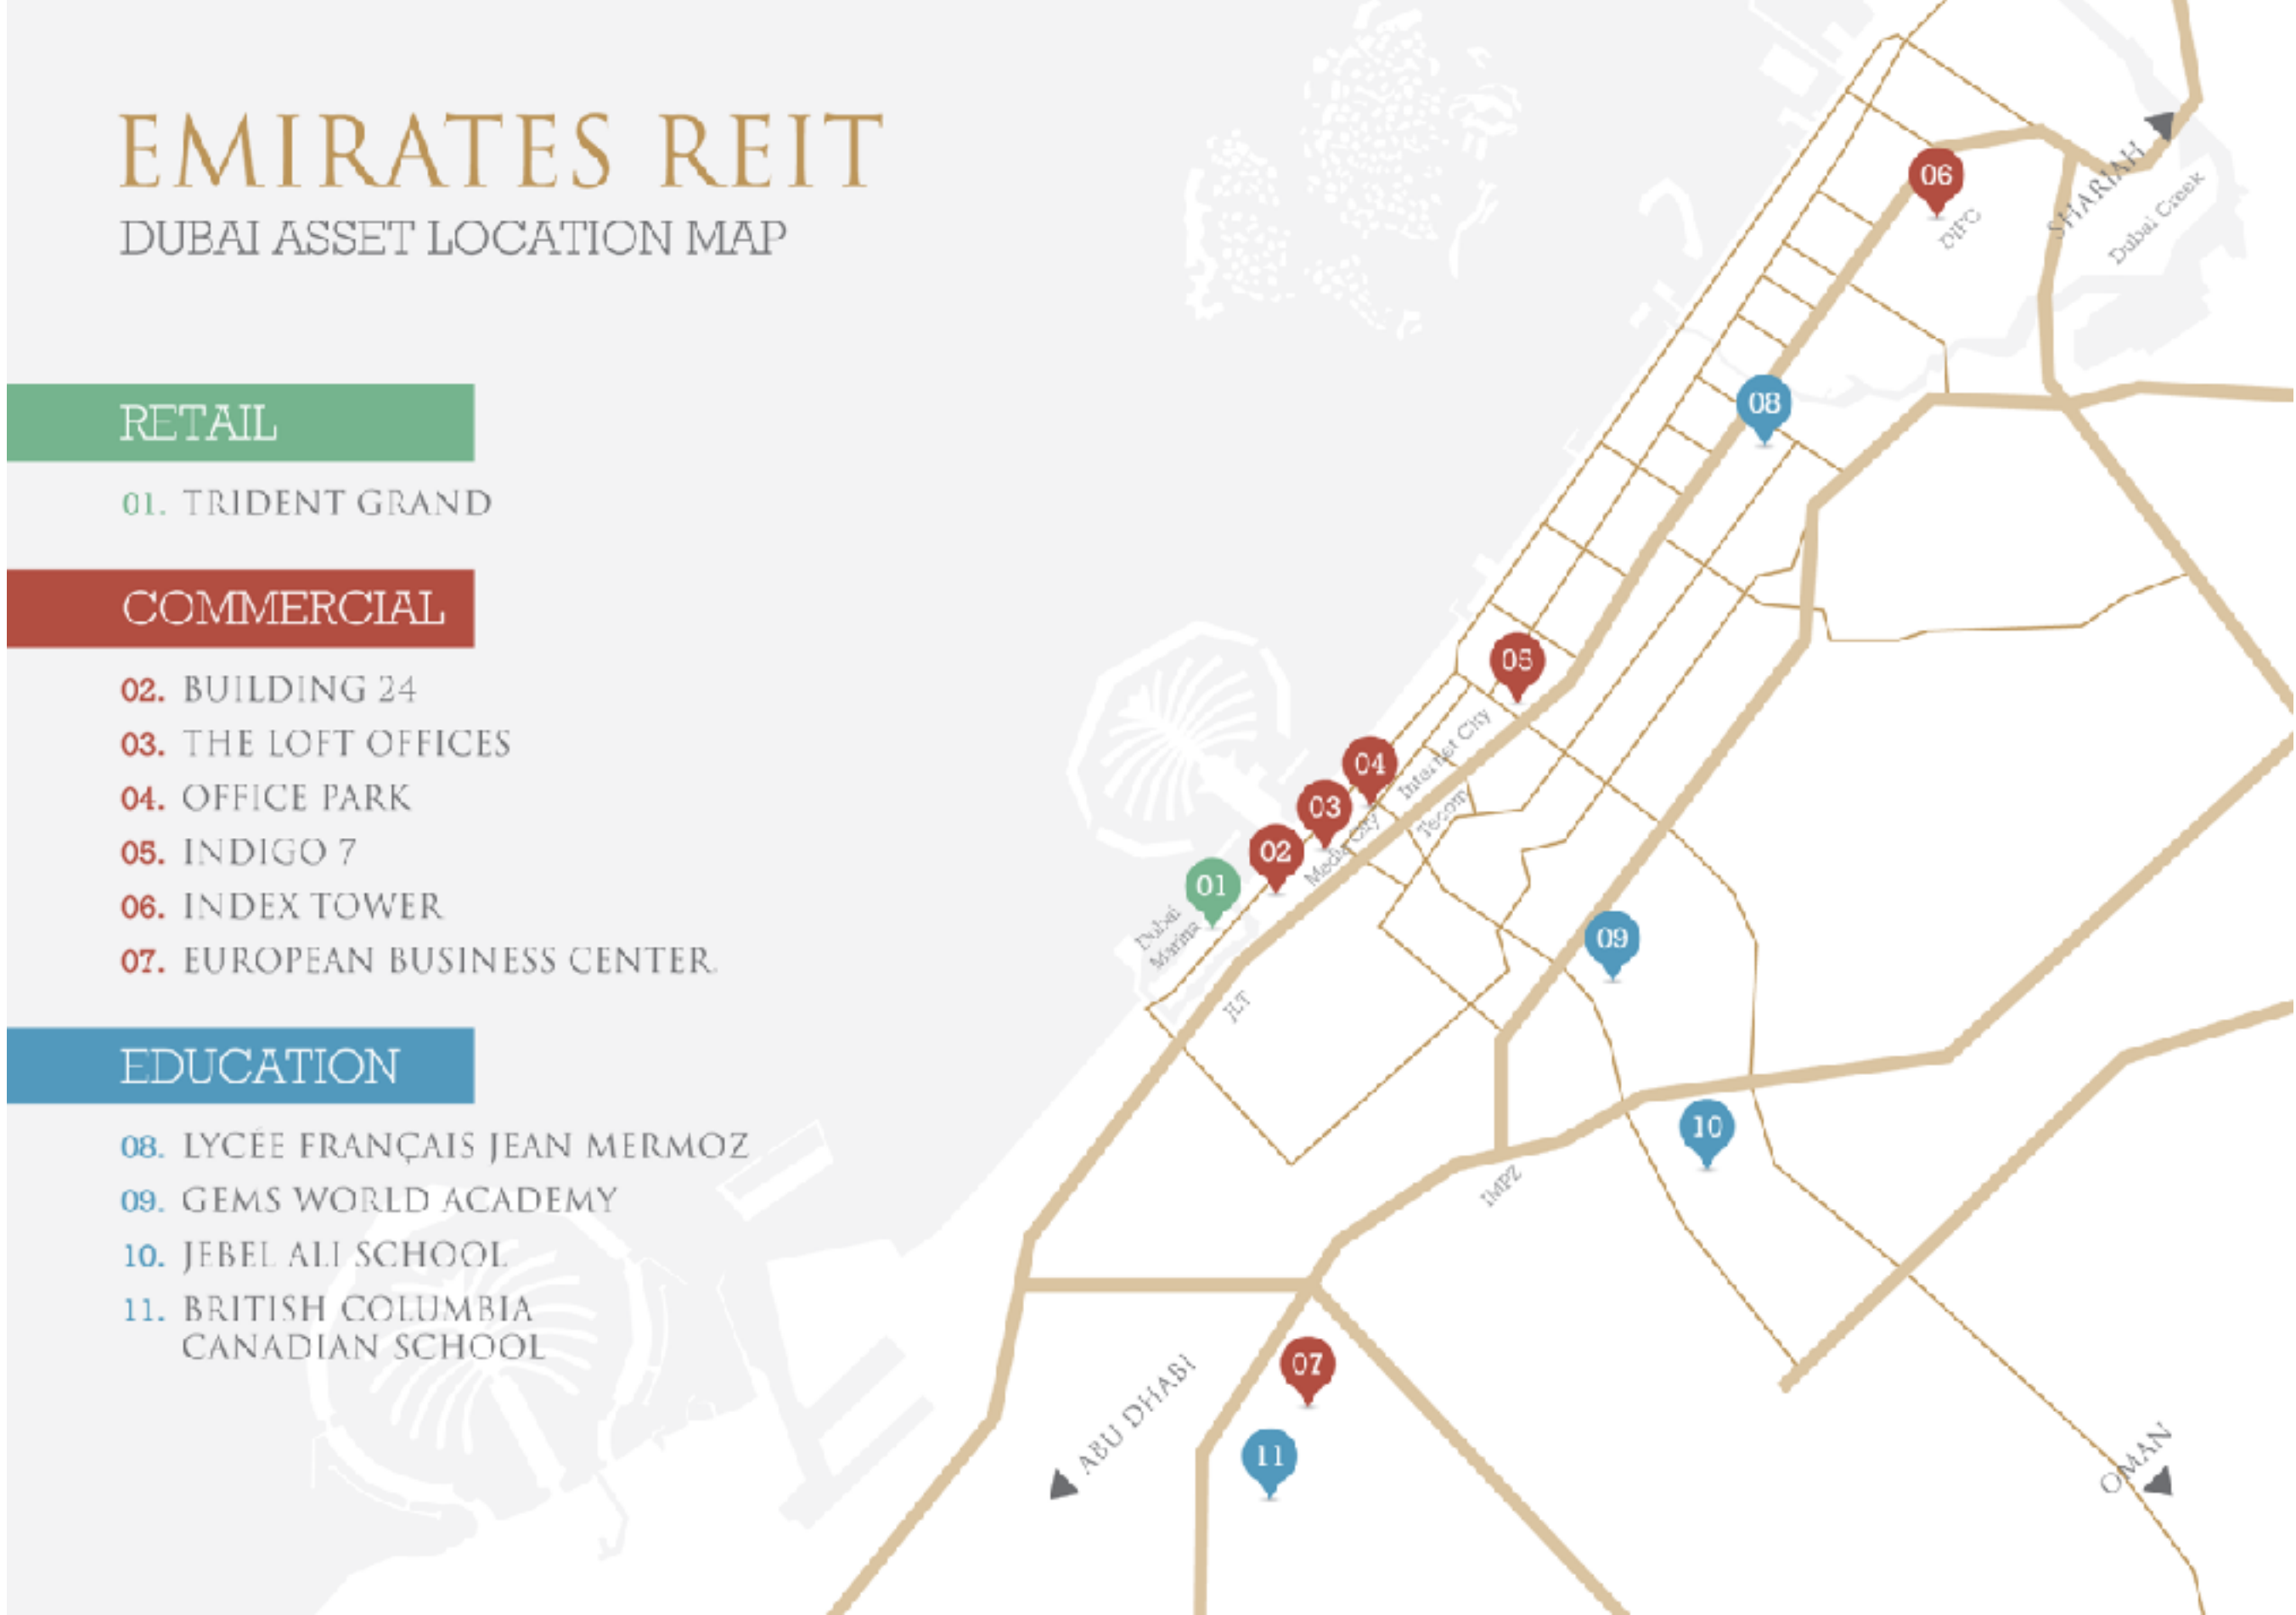 EMIRATES REIT
DUBAI ASSET LOCATION MAP
RETAIL
01. TRIDENT GRAND
COMMERCIAL
02. BUILDING 24
03. THE LOFT OFFICES
04. OFFICE PARK
05. INDIGO 7
06. INDEX TOWER
07. EUROPEAN BUSINESS CENTER
EDUCATION
08. LYCÉE FRANÇAIS JEAN MERMOZ
09. GEMS WORLD ACADEMY
10. JEBEL ALI SCHOOL
11. BRITISH COLUMBIA
CANADIAN SCHOOL
06
DIFC
SHARJAH
Dubai Creek
08
05
Internet City
04
Tecom
03
Media City
02
01
Dubai
Marina
JLT
09
10
IMPZ
07
ABU DHABI
11
OMAN